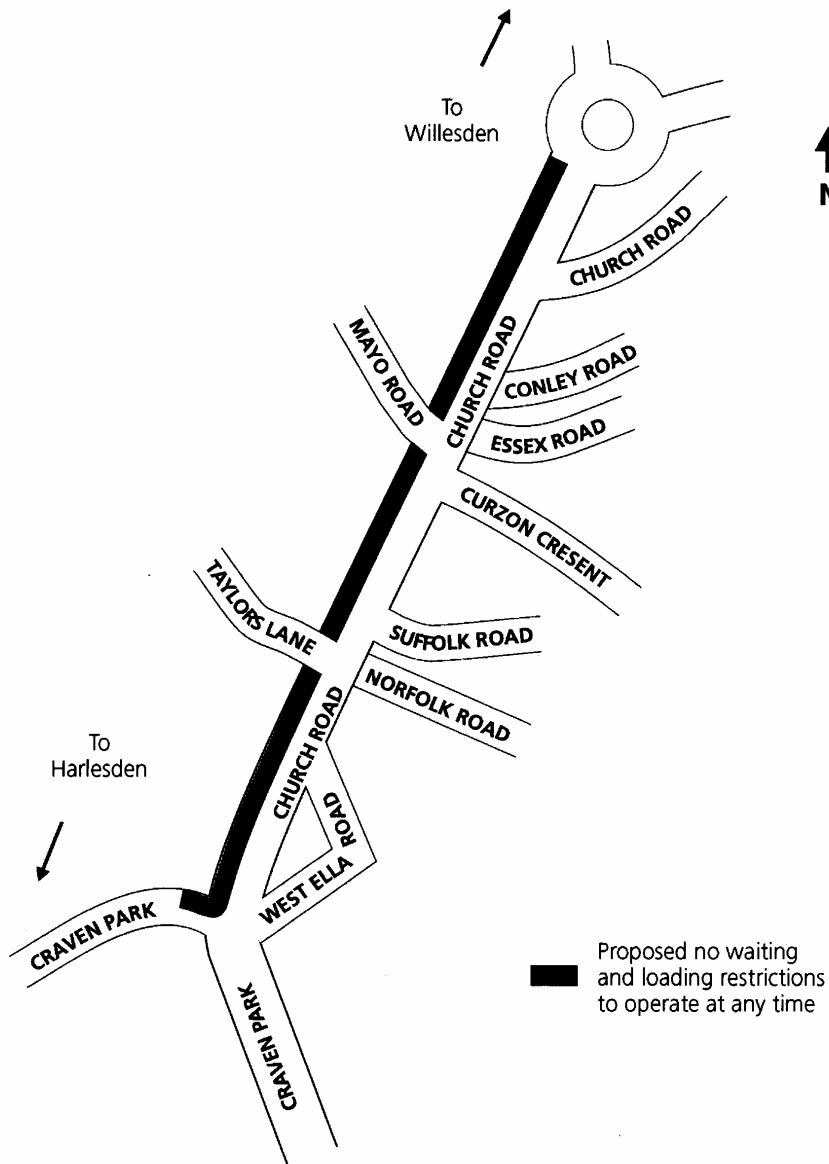 To
Willesden
N
CHURCH ROAD
MAYO ROAD
CHURCH ROAD
CONLEY ROAD
ESSEX ROAD
CURZON CRESENT
TAYLORS LANE
SUFFOLK ROAD
NORFOLK ROAD
CHURCH ROAD
To
Harlesden
ROAD
WEST ELLA
CRAVEN PARK
CRAVEN PARK
Proposed no waiting
and loading restrictions
to operate at any time